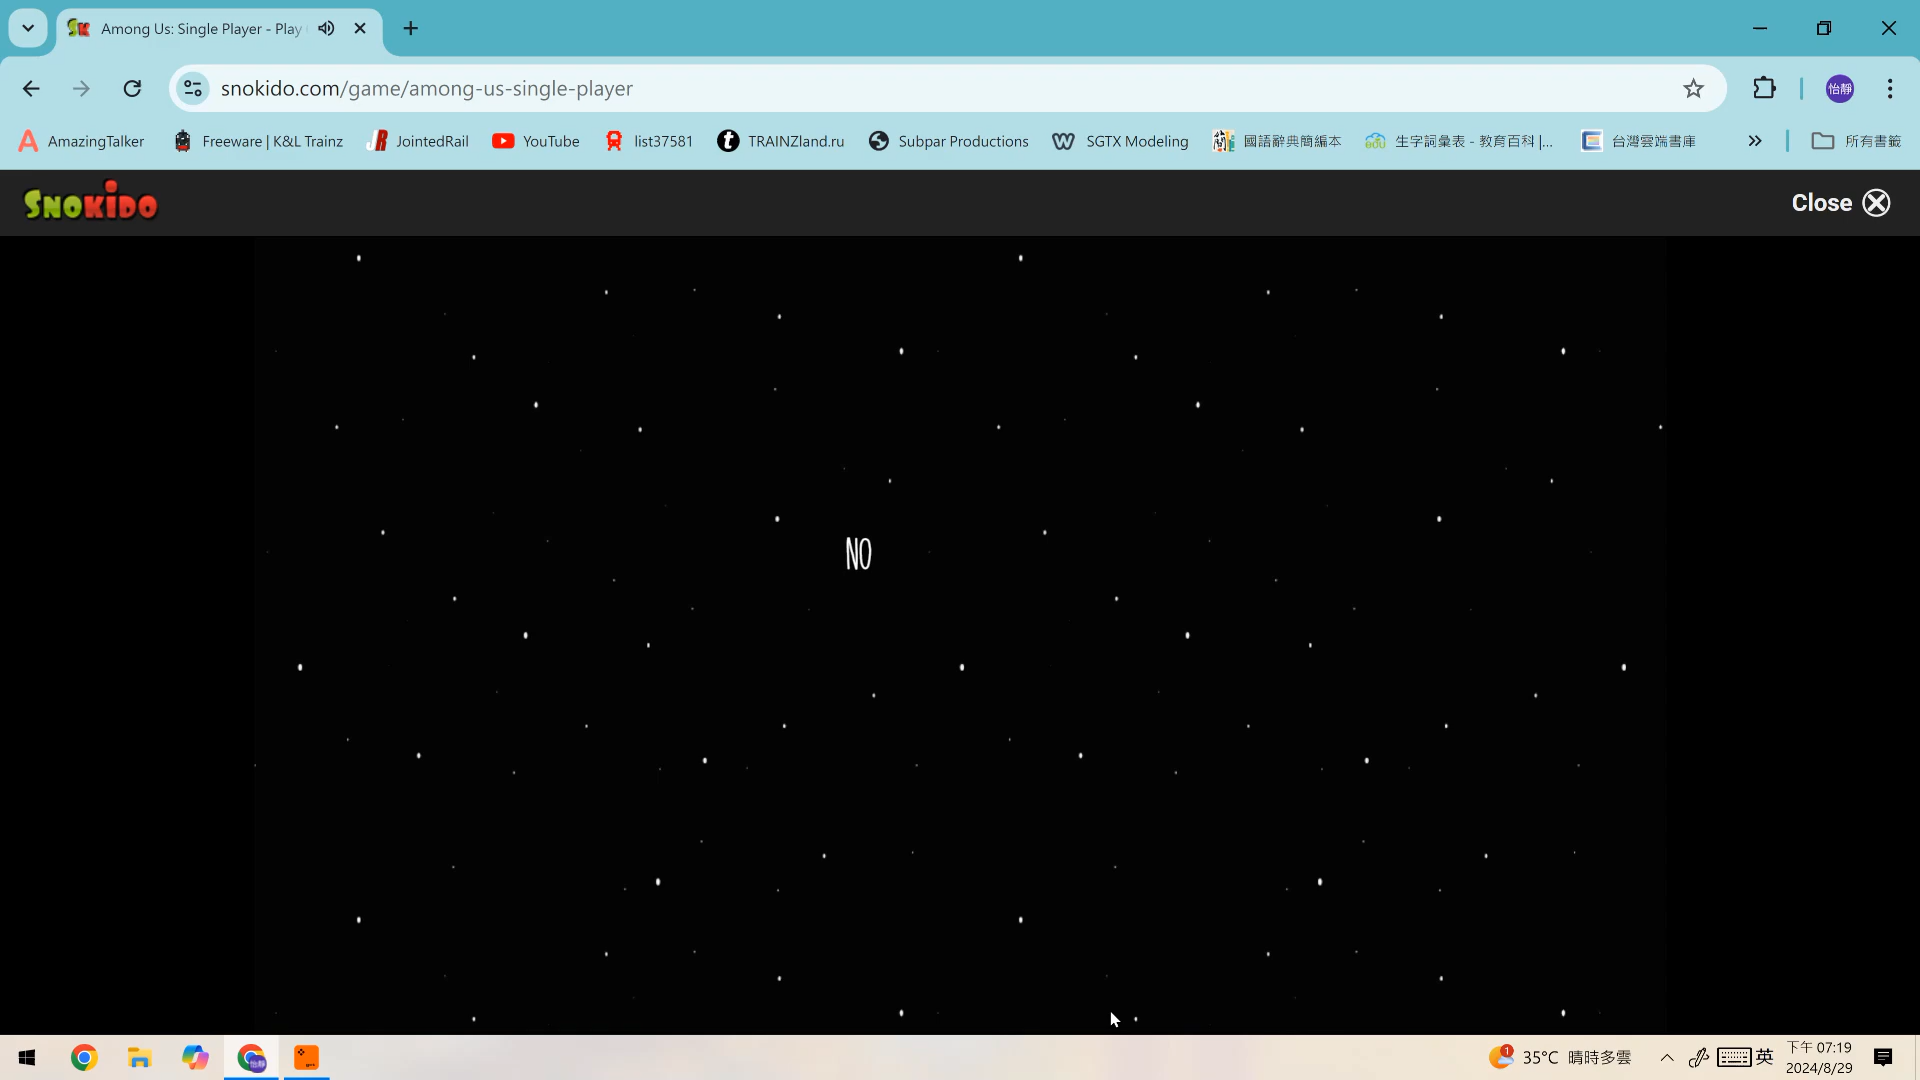 Among Us: Single Player - Play
snokido.com/game/among-us-single-player
怡靜
AmazingTalker
Freeware | K&L Trainz
JointedRail
YouTube
list37581
TRAINZland.ru
Subpar Productions
SGTX Modeling
國語辭典簡編本
生字詞彙表 - 教育百科 |...
台灣雲端書庫
所有書籤
SNOKIDO
Close
NO
35°C 晴時多雲
英
下午 07:19
2024/8/29